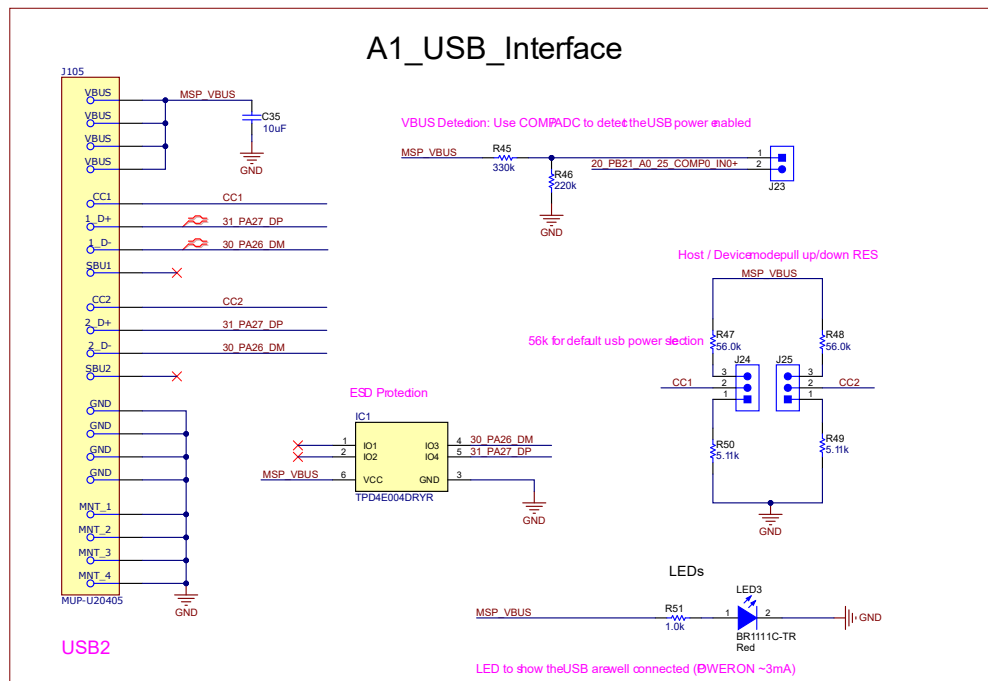 A1_USB_Interface
J105
VBUS
MSP_VBUS
C35
10uF
GND
VBUS
VBUS
VBUS
CC1
CC1
1_D+
31_PA27_DP
1_D-
30_PA26_DM
SBU1
CC2
CC2
2_D+
31_PA27_DP
2_D-
30_PA26_DM
SBU2
GND
GND
GND
GND
MNT_1
MNT_2
MNT_3
MNT_4
GND
MUP-U20405
USB2
VBUS Detection: Use COMP/ADC to detect the USB power enabled
MSP_VBUS
R45
330k
R46
220k
GND
20_PB21_A0_25_COMP0_IN0+
1
2
J23
Host / Device mode pull up/down RES
MSP_VBUS
R47
56.0k
R48
56.0k
56k for default usb power selection
J24
J25
3
2
1
3
2
1
CC1
CC2
R50
5.11k
R49
5.11k
GND
ESD Protection
IC1
1 IO1
2 IO2
MSP_VBUS 6 VCC
IO3 4 30_PA26_DM
IO4 5 31_PA27_DP
GND 3
GND
TPD4E004DRYR
LEDs
MSP_VBUS
R51
1.0k
LED3
1
2
BR1111C-TR
Red
GND
LED to show the USB are well connected (POWER ON ~3mA)